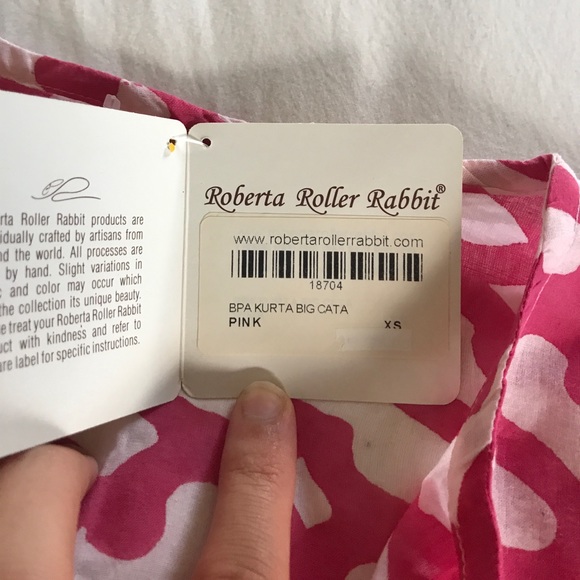 rta Roller Rabbit products are
idually crafted by artisans from
nd the world. All processes are
by hand. Slight variations in
c and color may occur which
the collection its unique beauty.
e treat your Roberta Roller Rabbit
uct with kindness and refer to
are label for specific instructions.
Roberta Roller Rabbit®
www.robertarollerrabbit.com
18704
BPA KURTA BIG CATA
PINK XS